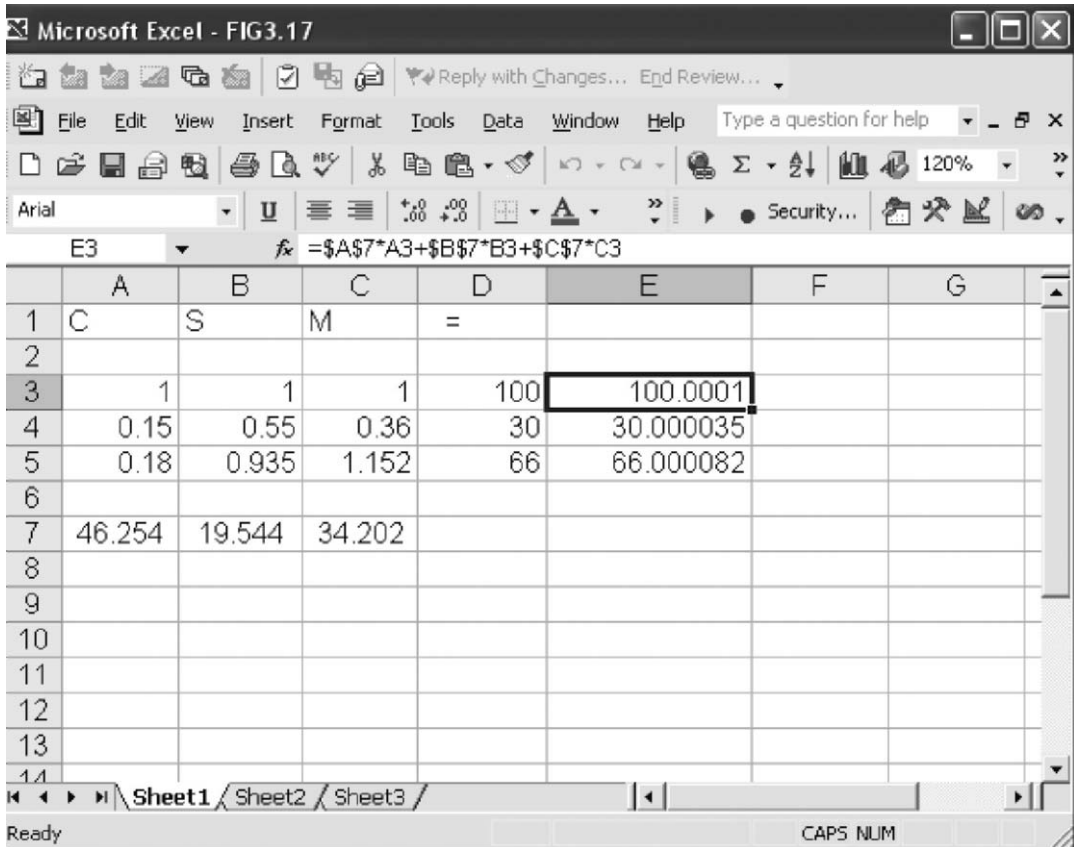 Microsoft Excel - FIG3.17
Reply with Changes... End Review...
File Edit View Insert Format Tools Data Window Help Type a question for help
ABC Σ A Z 120% »
Arial U .00 .00 A » Security...
E3 fx =$A$7*A3+$B$7*B3+$C$7*C3
A B C D E F G
1 C S M =
2
3 1 1 1 100 100.0001
4 0.15 0.55 0.36 30 30.000035
5 0.18 0.935 1.152 66 66.000082
6
7 46.254 19.544 34.202
8
9
10
11
12
13
14
Sheet1 Sheet2 Sheet3
Ready CAPS NUM